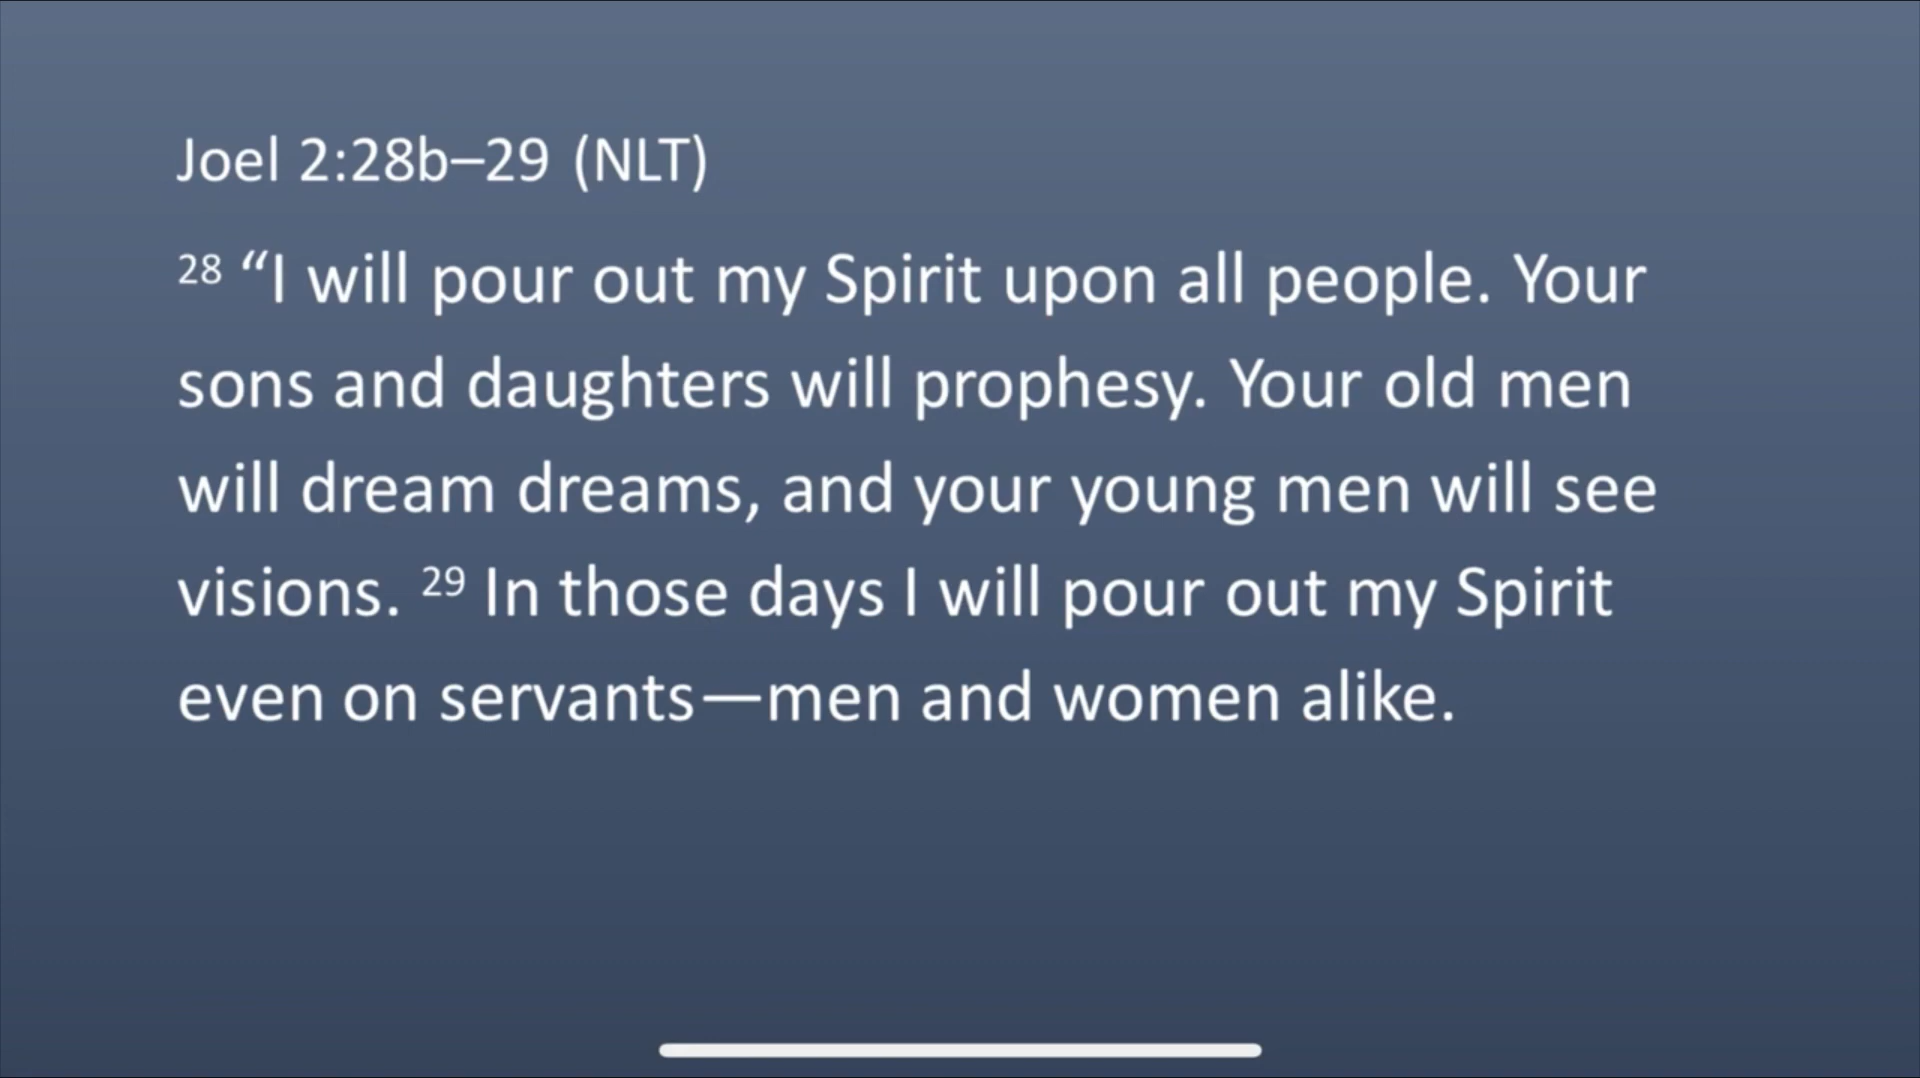 Joel 2:28b–29 (NLT)
28 “I will pour out my Spirit upon all people. Your
sons and daughters will prophesy. Your old men
will dream dreams, and your young men will see
visions. 29 In those days I will pour out my Spirit
even on servants—men and women alike.